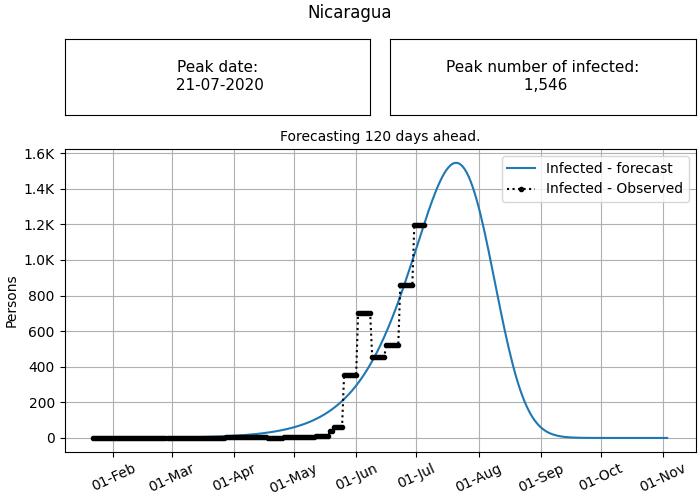 Nicaragua
Peak date:
21-07-2020
Peak number of infected:
1,546
Forecasting 120 days ahead.
Infected - forecast
Infected - Observed
Persons
1.6K
1.4K
1.2K
1.0K
800
600
400
200
0
01-Feb
01-Mar
01-Apr
01-May
01-Jun
01-Jul
01-Aug
01-Sep
01-Oct
01-Nov